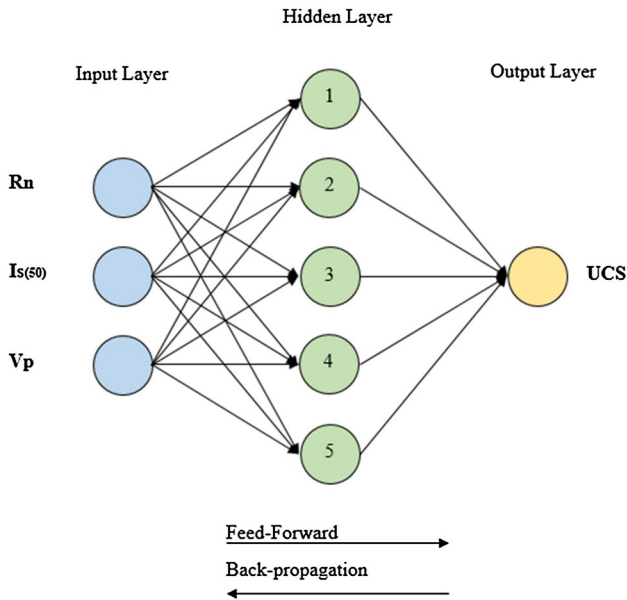 Hidden Layer
Input Layer
Output Layer
1
Rn
2
Is(50)
3
UCS
Vp
4
5
Feed-Forward
Back-propagation